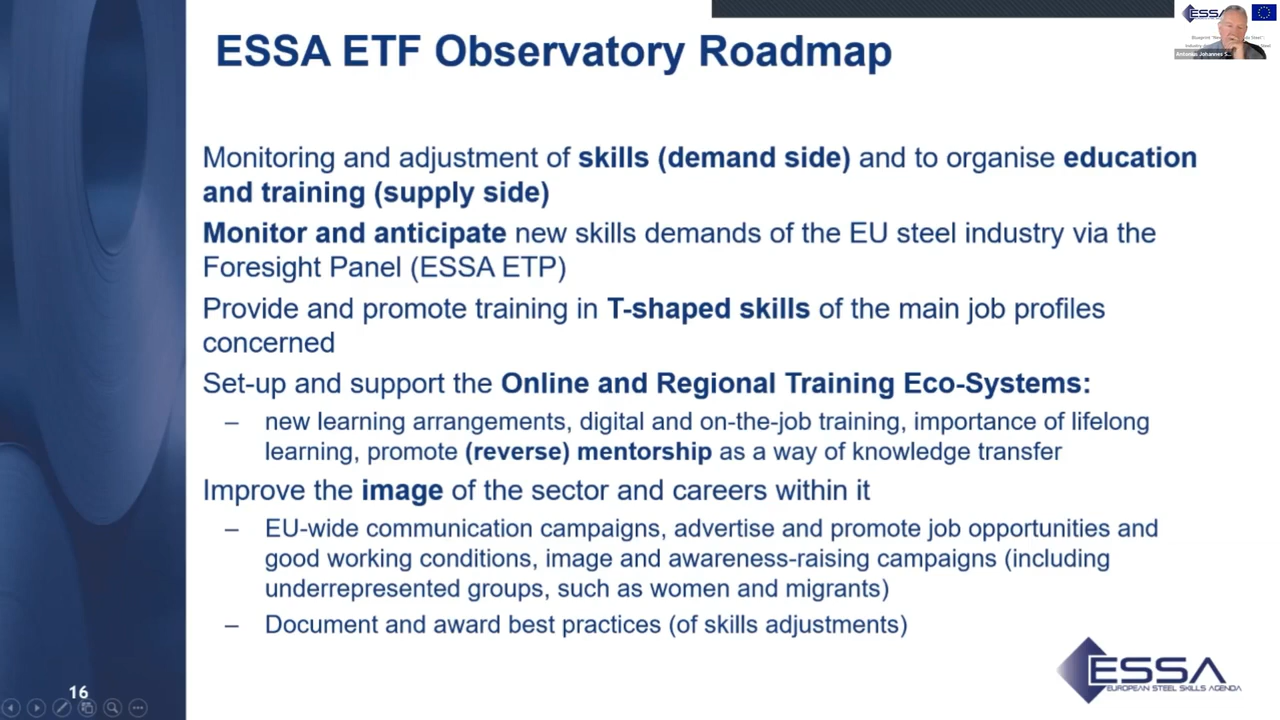 ESSA ETF Observatory Roadmap
Monitoring and adjustment of skills (demand side) and to organise education
and training (supply side)
Monitor and anticipate new skills demands of the EU steel industry via the
Foresight Panel (ESSA ETP)
Provide and promote training in T-shaped skills of the main job profiles
concerned
Set-up and support the Online and Regional Training Eco-Systems:
– new learning arrangements, digital and on-the-job training, importance of lifelong
learning, promote (reverse) mentorship as a way of knowledge transfer
Improve the image of the sector and careers within it
– EU-wide communication campaigns, advertise and promote job opportunities and
good working conditions, image and awareness-raising campaigns (including
underrepresented groups, such as women and migrants)
– Document and award best practices (of skills adjustments)
16
ESSA
EUROPEAN STEEL SKILLS AGENDA
Antonius Johannes S...